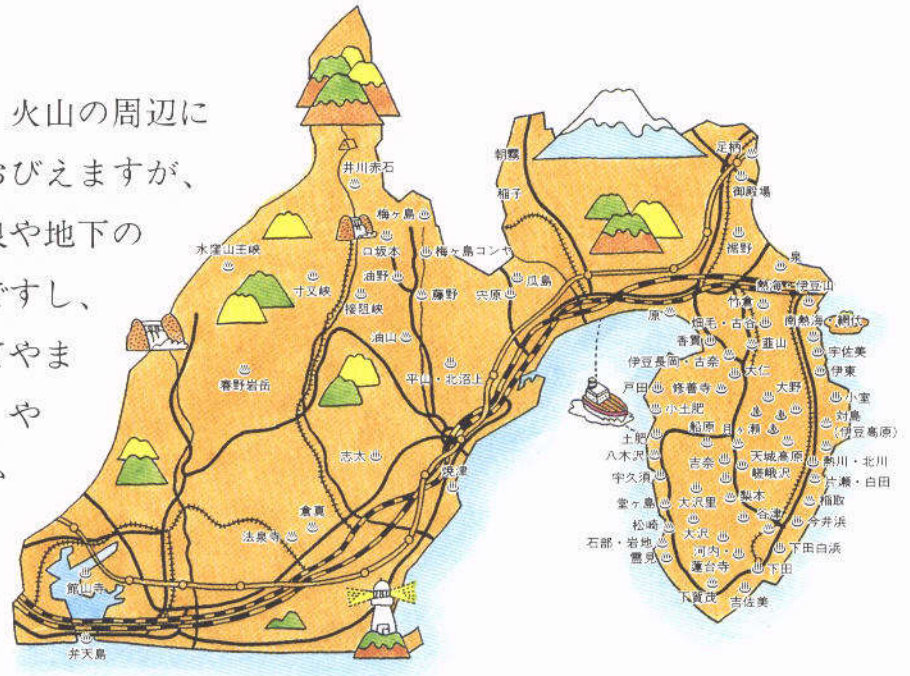 火山の周辺に
おびえますが、
泉や地下の
ですし、
てやま
や
朝霧
足柄
稲子
御殿場
井川赤石
梅ヶ島
口坂本
梅ヶ島コンヤ
水窪山王峡
寸又峡
油野
接阻峡
藤野
瓜島
宍原
裾野
泉
熱海・伊豆山
竹倉
原
畑毛・古谷
南熱海・網代
香貫
韮山
宇佐美
油山
伊豆長岡・古奈
大仁
伊東
春野岩岳
平山・北沼上
戸田
修善寺
大野
小室
小土肥
対島
(伊豆高原)
船原
月ヶ瀬
土肥
志太
八木沢
吉奈
天城高原
嵯峨沢
熱川・北川
焼津
宇久須
片瀬・白田
梨本
稲取
堂ヶ島
大沢里
谷津
今井浜
倉真
法泉寺
松崎
大沢
石部・岩地
雲見
河内・
蓮台寺
下田白浜
下田
館山寺
下賀茂
吉佐美
弁天島